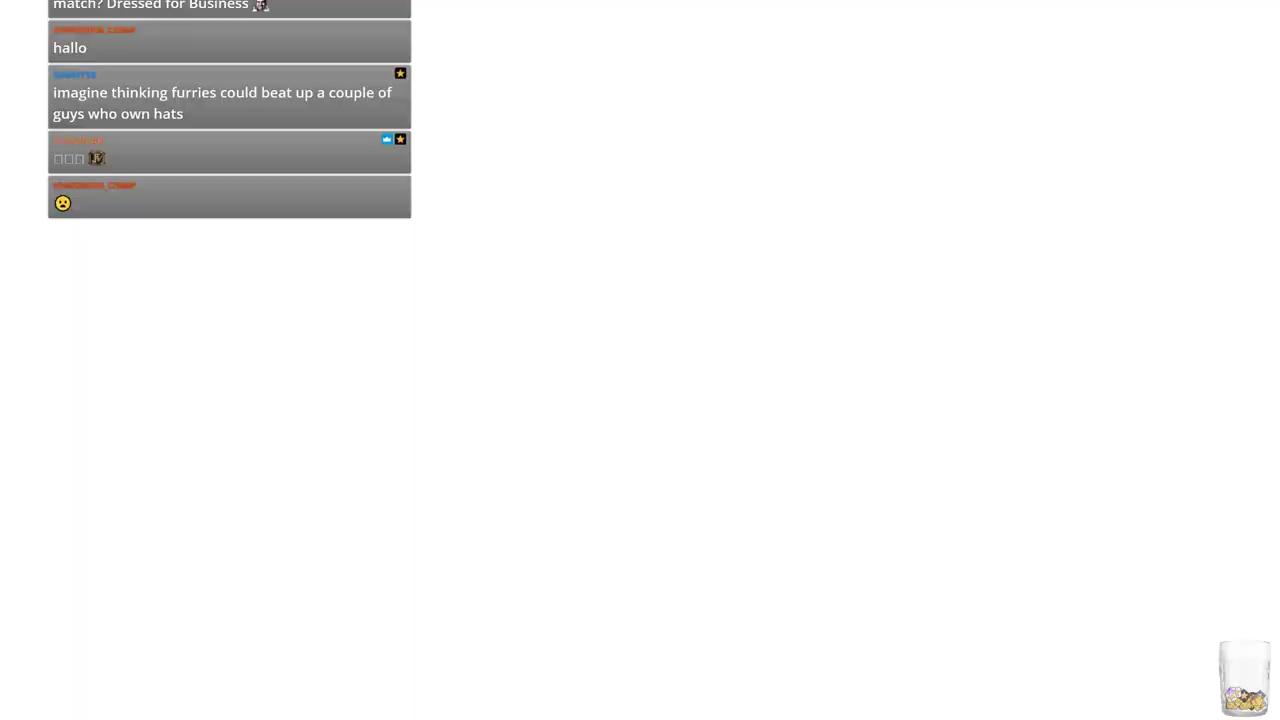 match? Dressed for Business
hallo
imagine thinking furries could beat up a couple of
guys who own hats